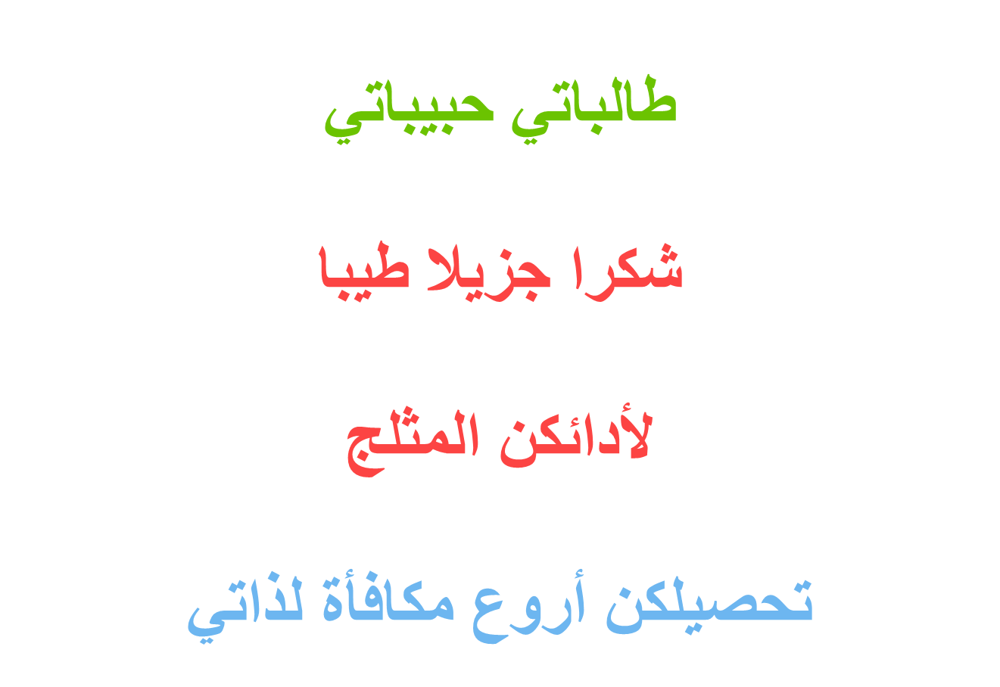 طالباتي حبيباتي
شكرا جزيلا طيبا
لأدائكن المثلج
تحصيلكن أروع مكافأة لذاتي